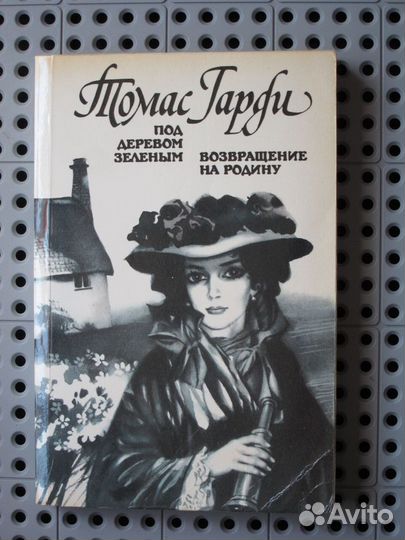 Томас Гарди
ПОД
ДЕРЕВОМ
ЗЕЛЕНЫМ
ВОЗВРАЩЕНИЕ
НА РОДИНУ
Avito